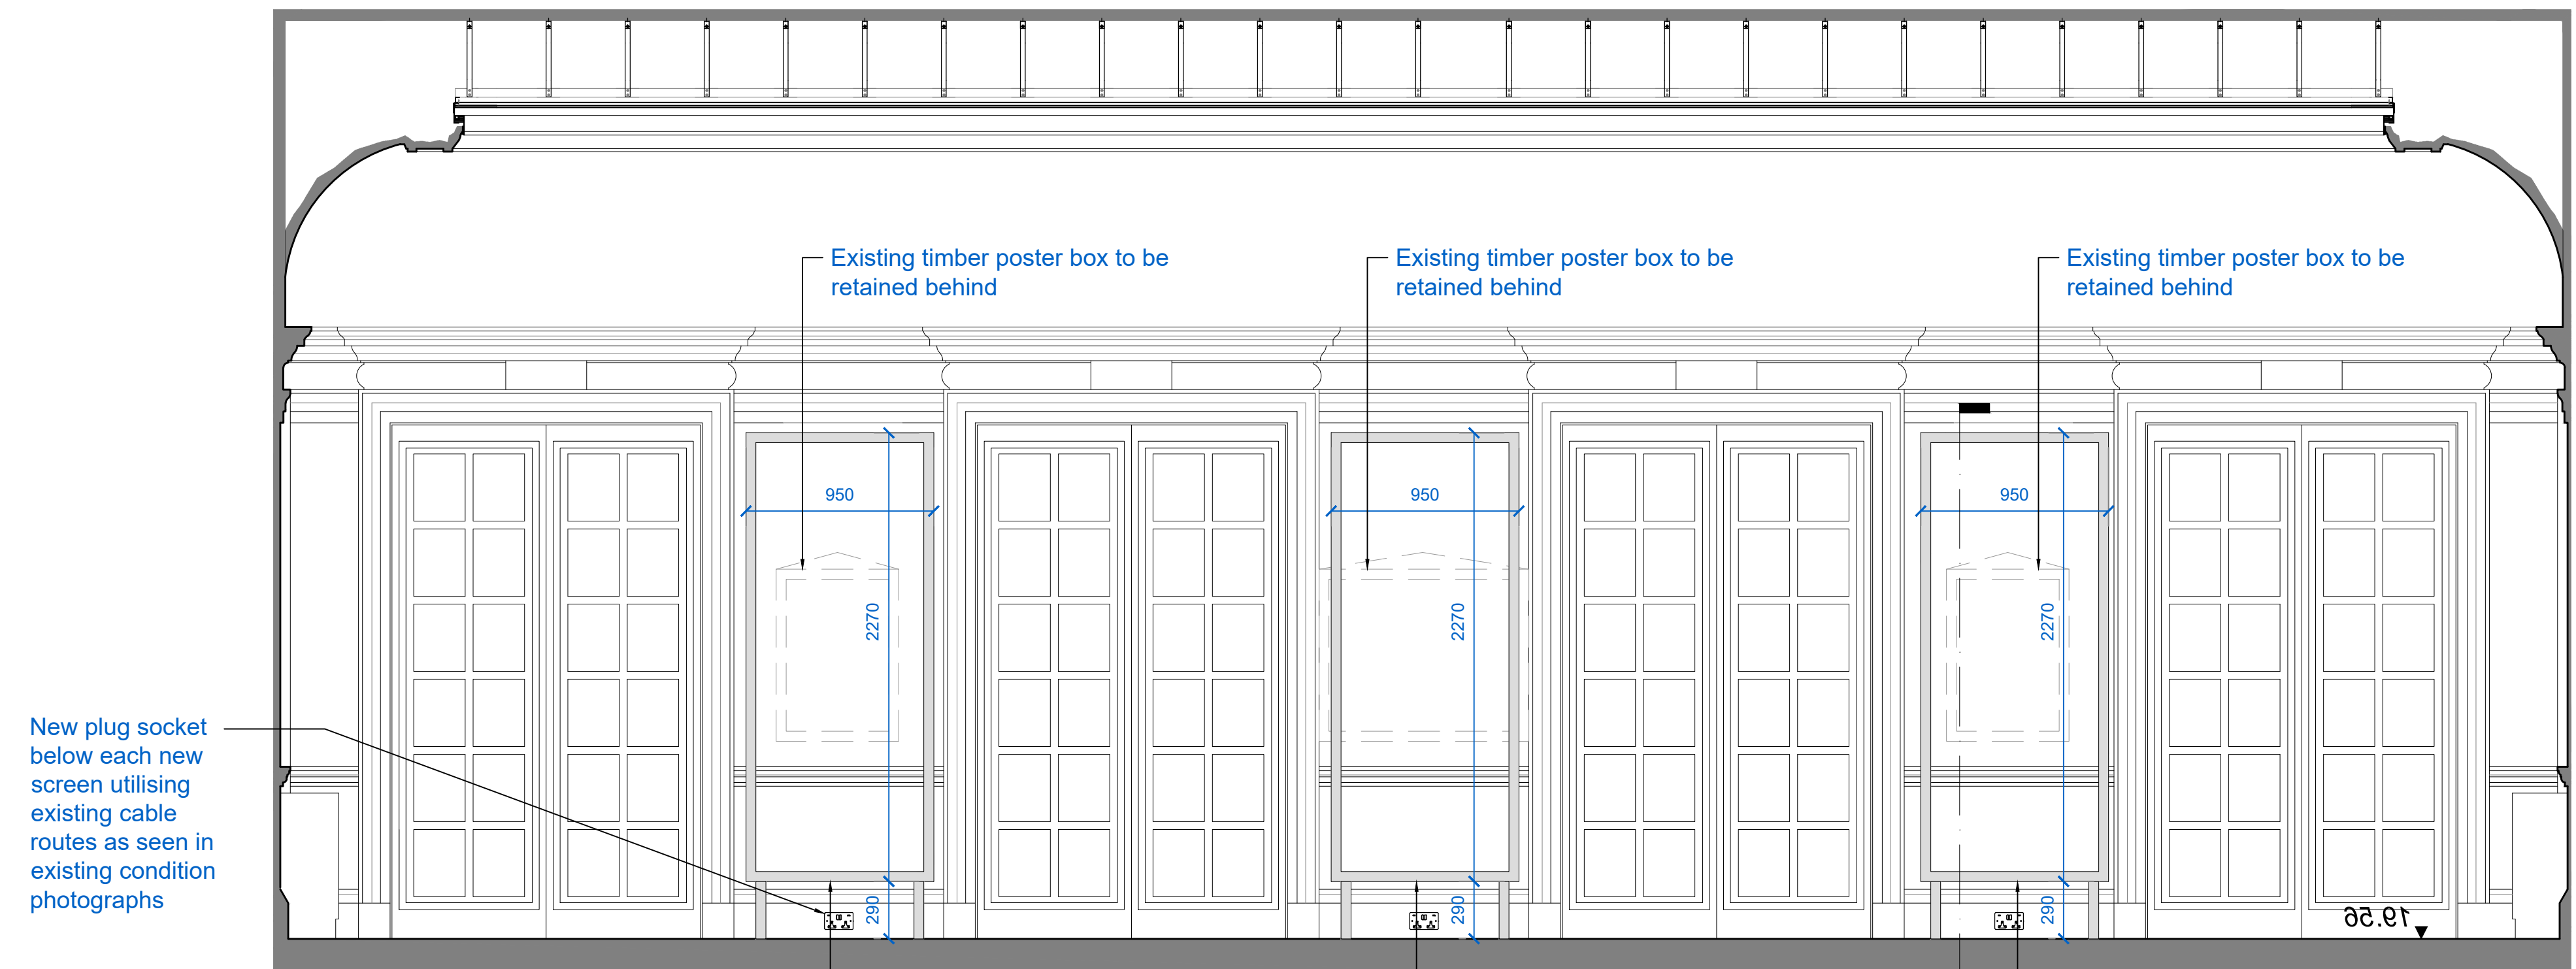 Existing timber poster box to be
retained behind
Existing timber poster box to be
retained behind
Existing timber poster box to be
retained behind
950
950
950
2270
2270
2270
New plug socket
below each new
screen utilising
existing cable
routes as seen in
existing condition
photographs
290
290
290
19.56